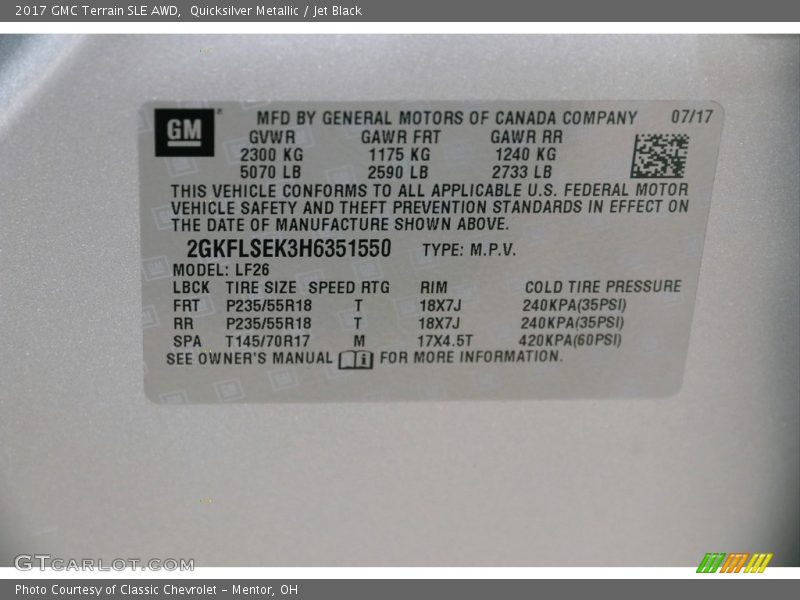 2017 GMC Terrain SLE AWD, Quicksilver Metallic / Jet Black
GM
MFD BY GENERAL MOTORS OF CANADA COMPANY 07/17
GVWR GAWR FRT GAWR RR
2300 KG 1175 KG 1240 KG
5070 LB 2590 LB 2733 LB
THIS VEHICLE CONFORMS TO ALL APPLICABLE U.S. FEDERAL MOTOR
VEHICLE SAFETY AND THEFT PREVENTION STANDARDS IN EFFECT ON
THE DATE OF MANUFACTURE SHOWN ABOVE.
2GKFLSEK3H6351550 TYPE: M.P.V.
MODEL: LF26
LBCK TIRE SIZE SPEED RTG RIM COLD TIRE PRESSURE
FRT P235/55R18 T 18X7J 240KPA(35PSI)
RR P235/55R18 T 18X7J 240KPA(35PSI)
SPA T145/70R17 M 17X4.5T 420KPA(60PSI)
SEE OWNER'S MANUAL FOR MORE INFORMATION.
GTCARLOT.COM
Photo Courtesy of Classic Chevrolet - Mentor, OH